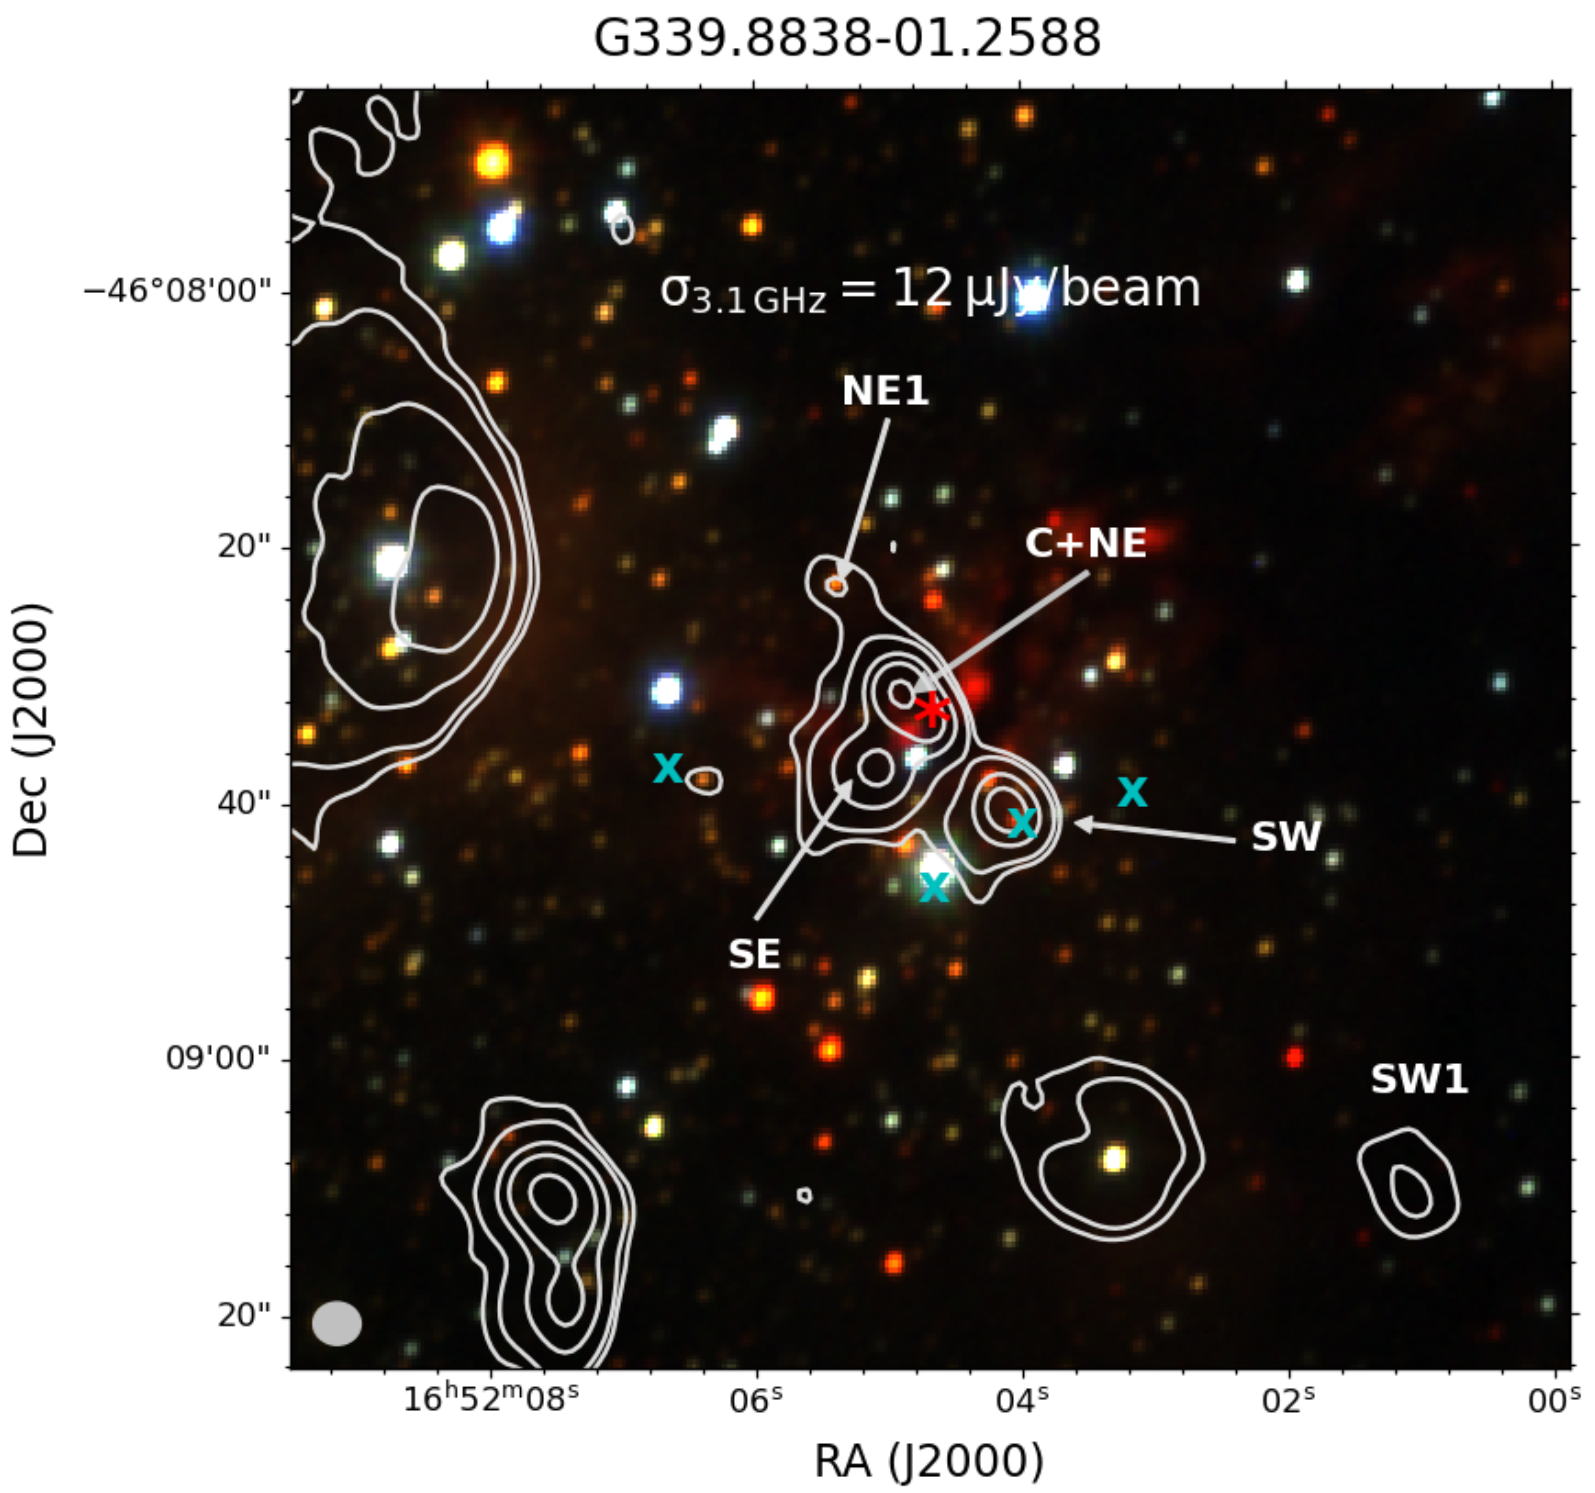 G339.8838-01.2588
σ3.1 GHz = 12 μJy/beam
−46°08'00"
NE1
C+NE
20"
x
x
x
40"
SW
x
SE
09'00"
SW1
20"
16h52m08s
06s
04s
02s
00s
RA (J2000)
Dec (J2000)